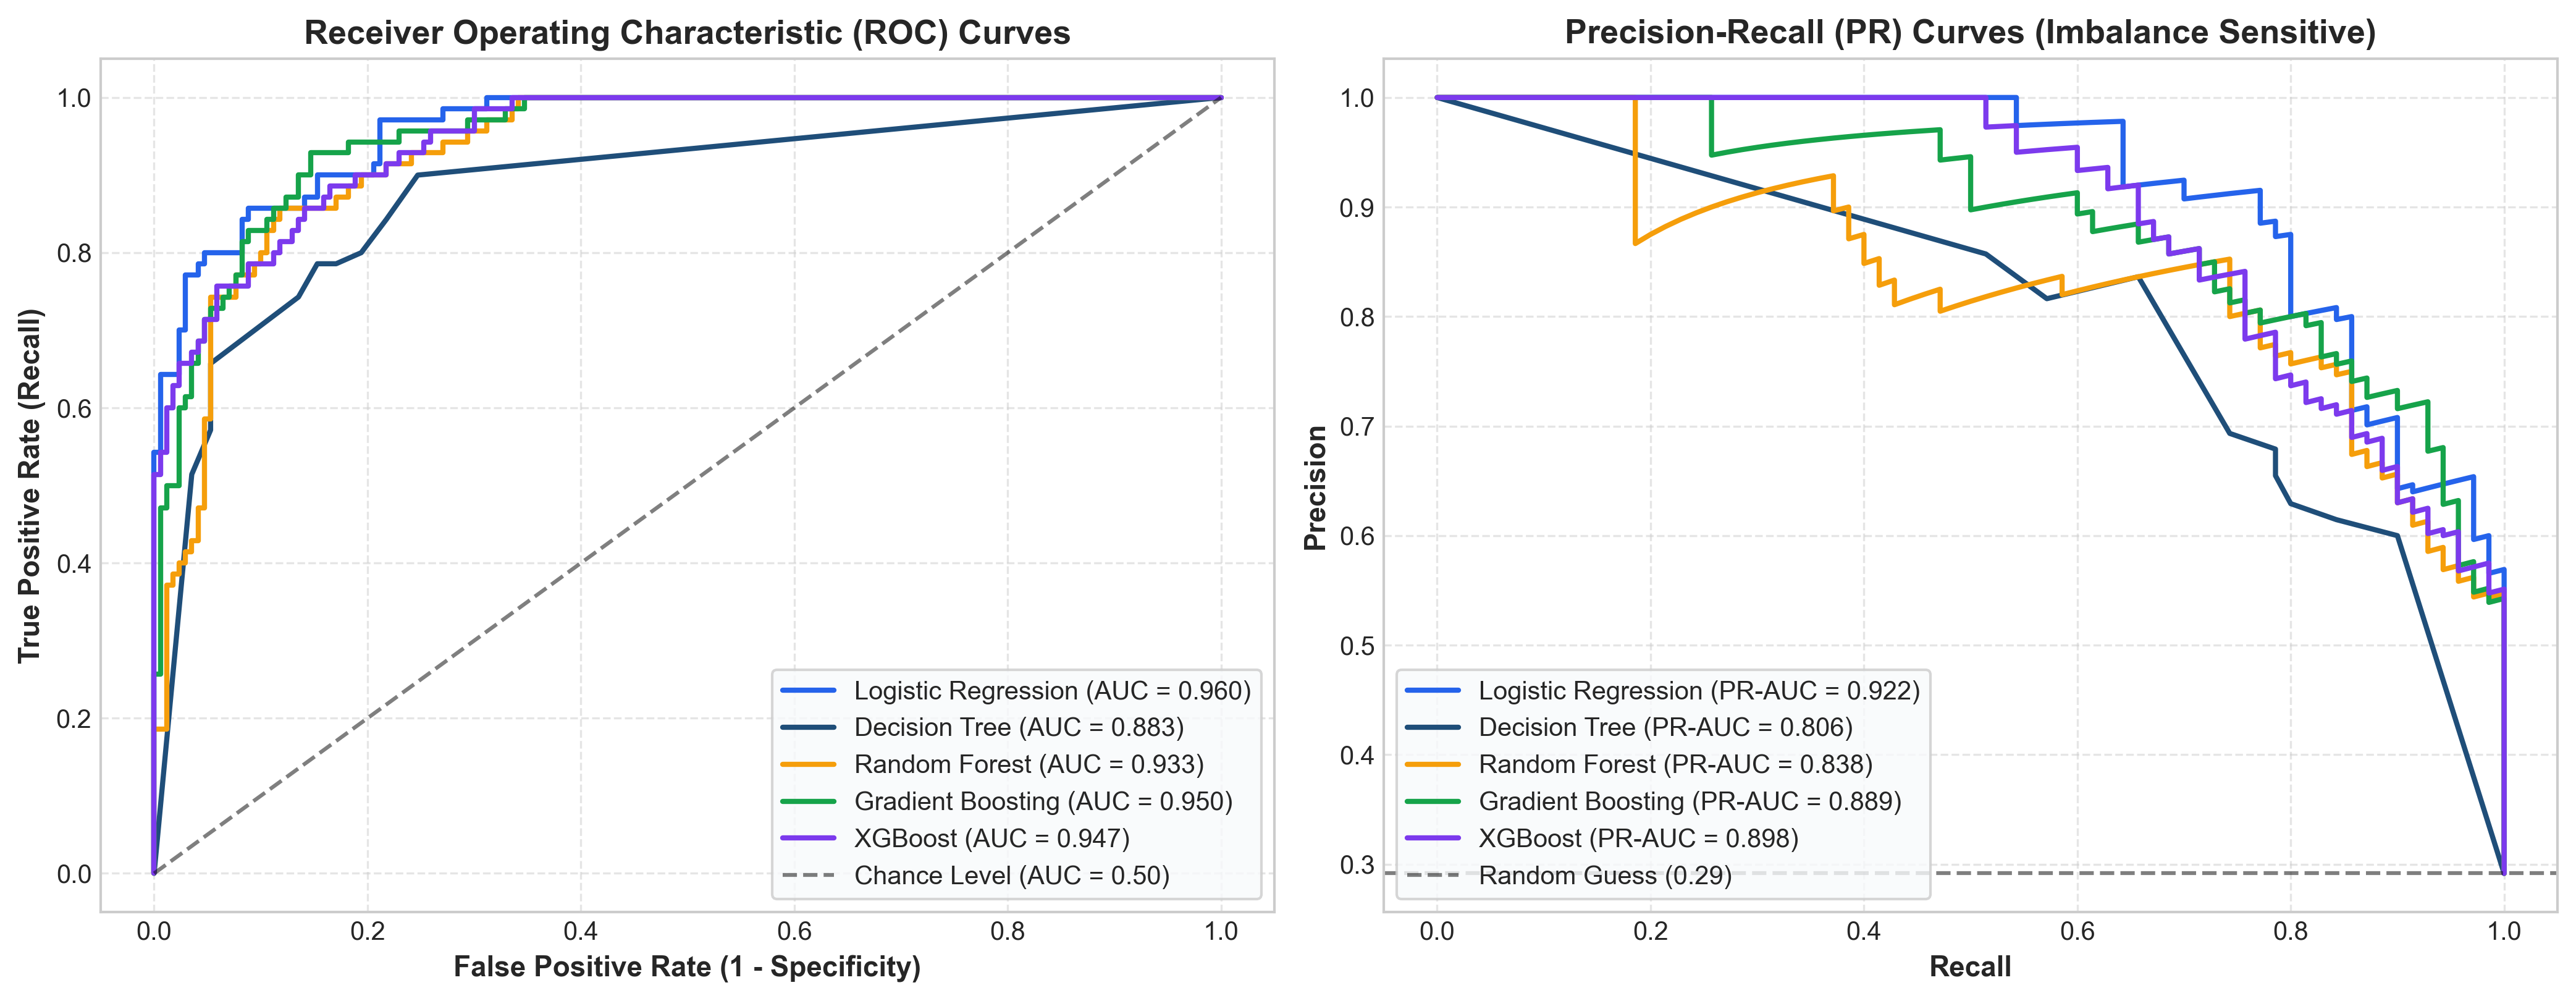 Receiver Operating Characteristic (ROC) Curves
True Positive Rate (Recall)
1.0
0.8
0.6
0.4
0.2
0.0
Logistic Regression (AUC = 0.960)
Decision Tree (AUC = 0.883)
Random Forest (AUC = 0.933)
Gradient Boosting (AUC = 0.950)
XGBoost (AUC = 0.947)
Chance Level (AUC = 0.50)
0.0 0.2 0.4 0.6 0.8 1.0
False Positive Rate (1 - Specificity)
Precision-Recall (PR) Curves (Imbalance Sensitive)
Precision
1.0
0.9
0.8
0.7
0.6
0.5
0.4
0.3
Logistic Regression (PR-AUC = 0.922)
Decision Tree (PR-AUC = 0.806)
Random Forest (PR-AUC = 0.838)
Gradient Boosting (PR-AUC = 0.889)
XGBoost (PR-AUC = 0.898)
Random Guess (0.29)
0.0 0.2 0.4 0.6 0.8 1.0
Recall